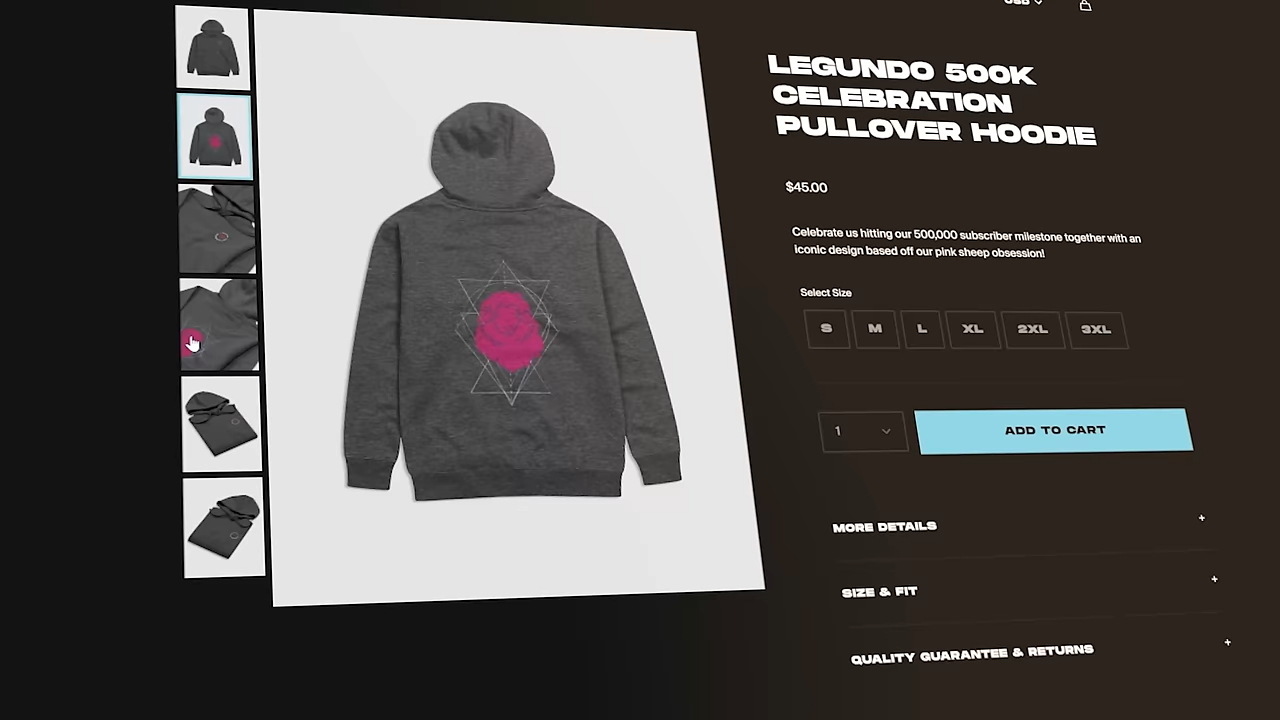 USD
LEGUNDO 500K
CELEBRATION
PULLOVER HOODIE
$45.00
Celebrate us hitting our 500,000 subscriber milestone together with an
iconic design based off our pink sheep obsession!
Select Size
S M L XL 2XL 3XL
1
ADD TO CART
MORE DETAILS +
SIZE & FIT +
QUALITY GUARANTEE & RETURNS +